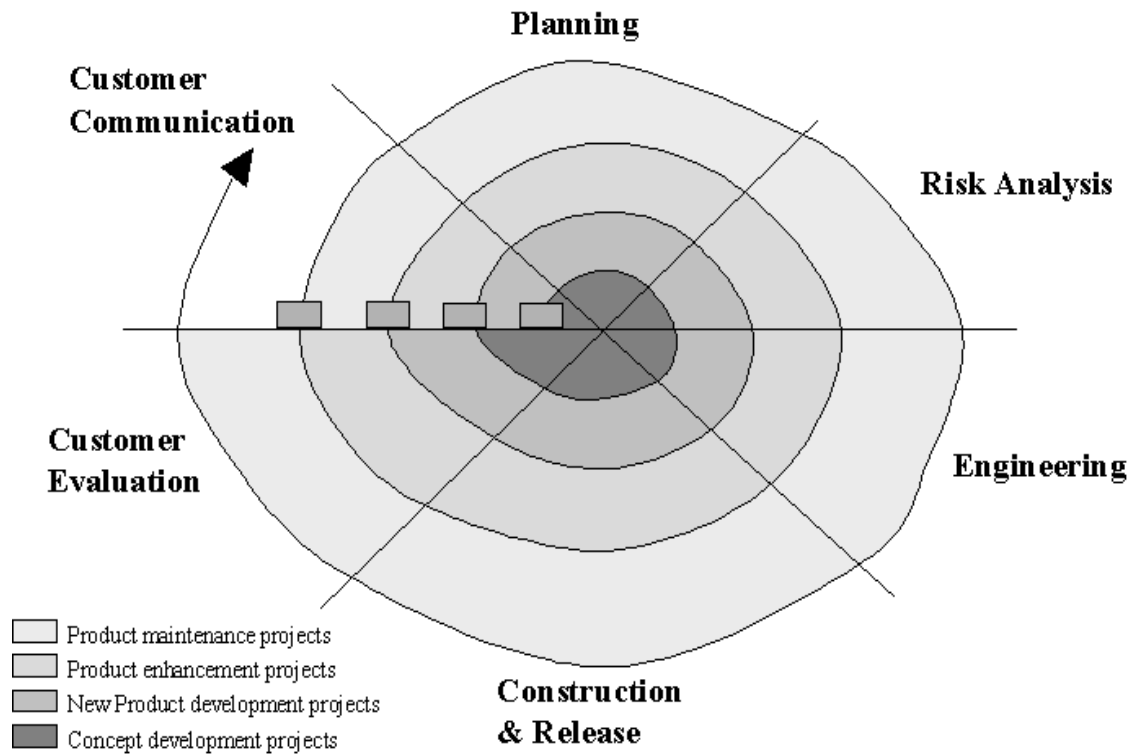 Planning
Customer
Communication
Risk Analysis
Customer
Evaluation
Engineering
Product maintenance projects
Product enhancement projects
New Product development projects
Concept development projects
Construction
& Release